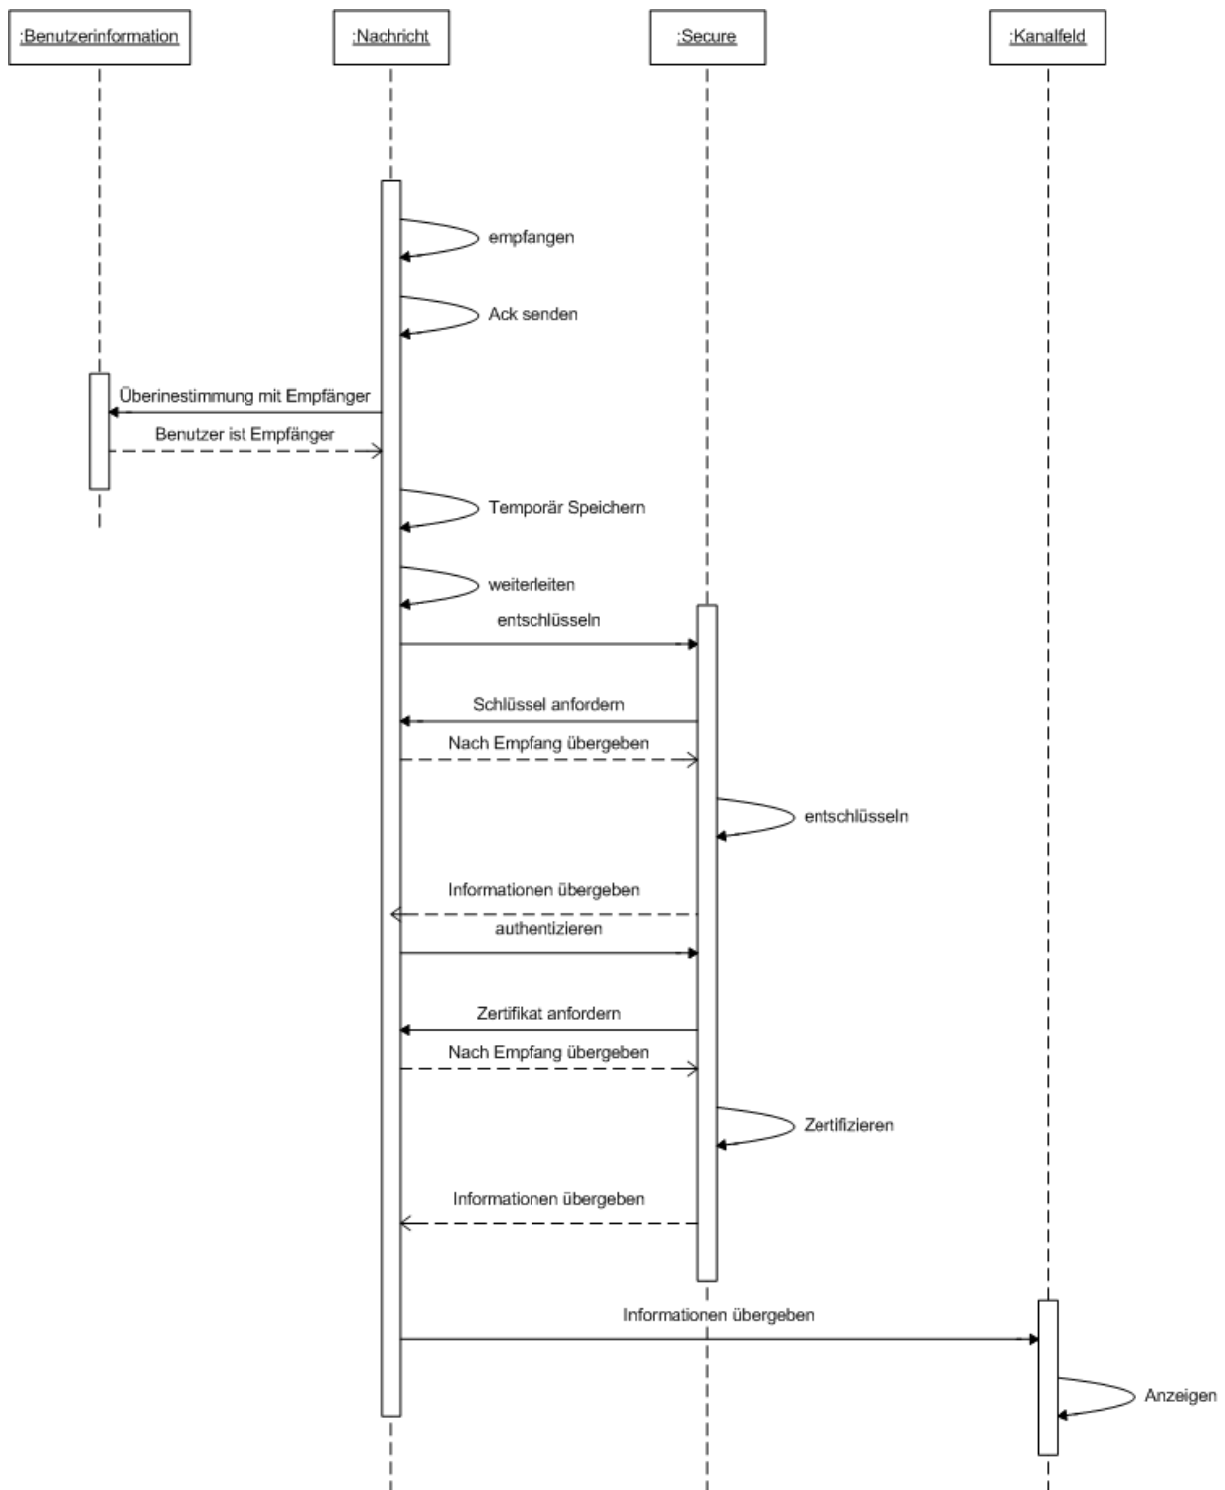 :Benutzerinformation
:Nachricht
:Secure
:Kanalfeld
empfangen
Ack senden
Überinestimmung mit Empfänger
Benutzer ist Empfänger
Temporär Speichern
weiterleiten
entschlüsseln
Schlüssel anfordern
Nach Empfang übergeben
entschlüsseln
Informationen übergeben
authentizieren
Zertifikat anfordern
Nach Empfang übergeben
Zertifizieren
Informationen übergeben
Informationen übergeben
Anzeigen